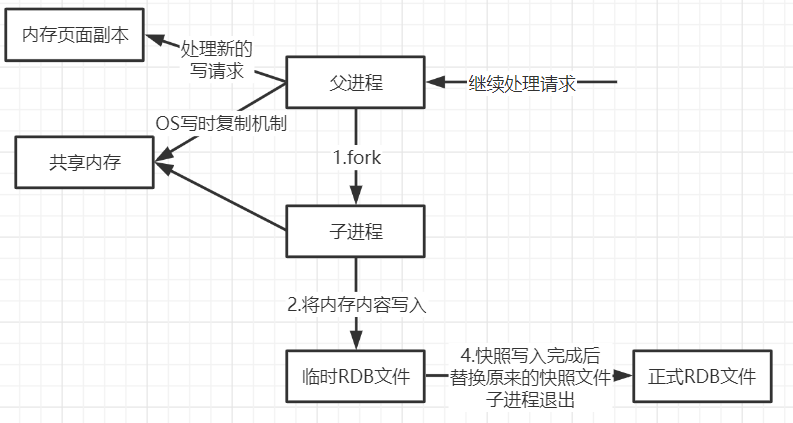 内存页面副本
处理新的
写请求
父进程
继续处理请求
OS写时复制机制
共享内存
1.fork
子进程
2.将内存内容写入
临时RDB文件
4.快照写入完成后
替换原来的快照文件
子进程退出
正式RDB文件